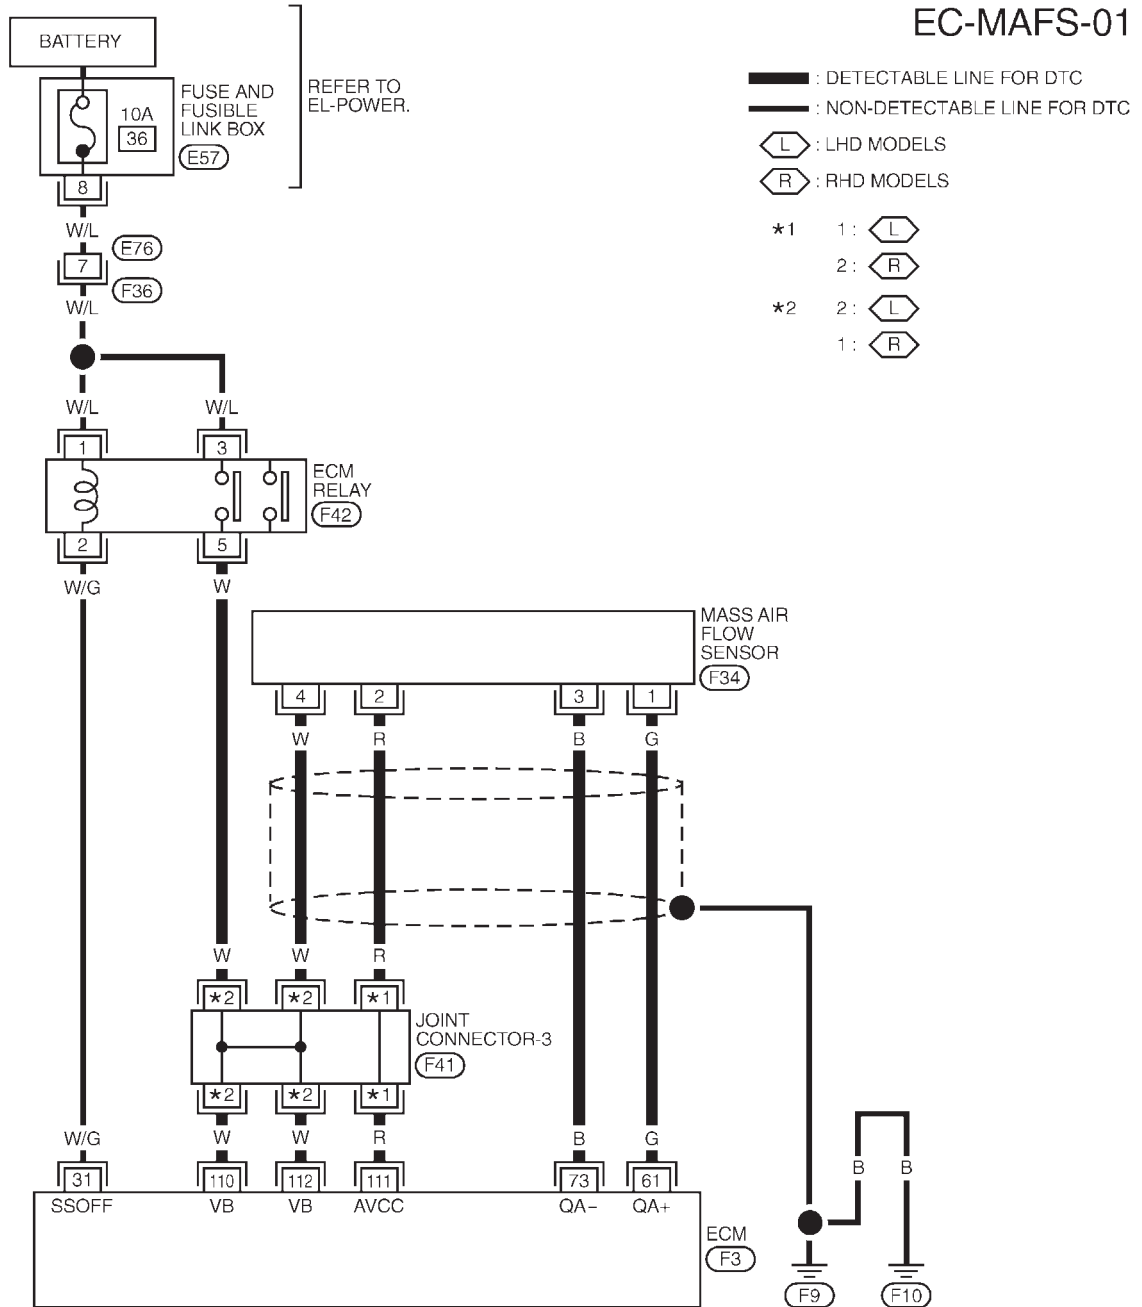 EC-MAFS-01
BATTERY
10A
36
FUSE AND
FUSIBLE
LINK BOX
E57
REFER TO
EL-POWER.
: DETECTABLE LINE FOR DTC
: NON-DETECTABLE LINE FOR DTC
L : LHD MODELS
R : RHD MODELS
★1 1 : L
2 : R
★2 2 : L
1 : R
8
W/L
E76
7
F36
W/L
W/L W/L
1 3
ECM
RELAY
F42
2 5
W/G W
MASS AIR
FLOW
SENSOR
F34
4 2 3 1
W R B G
W W R
★2 ★2 ★1
JOINT
CONNECTOR-3
F41
★2 ★2 ★1
W/G W W R B G
31 110 112 111 73 61
SSOFF VB VB AVCC QA- QA+
ECM
F3
B B
F9 F10